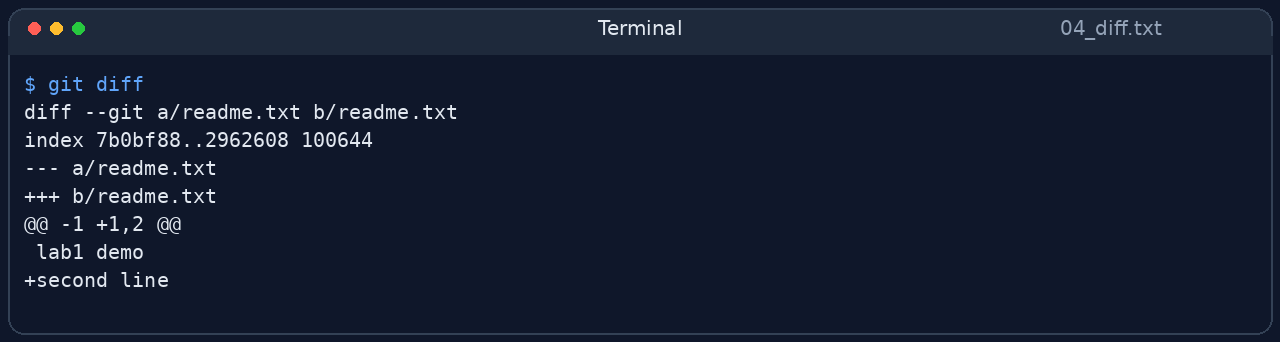 Terminal
04_diff.txt
$ git diff
diff --git a/readme.txt b/readme.txt
index 7b0bf88..2962608 100644
--- a/readme.txt
+++ b/readme.txt
@@ -1 +1,2 @@
 lab1 demo
+second line